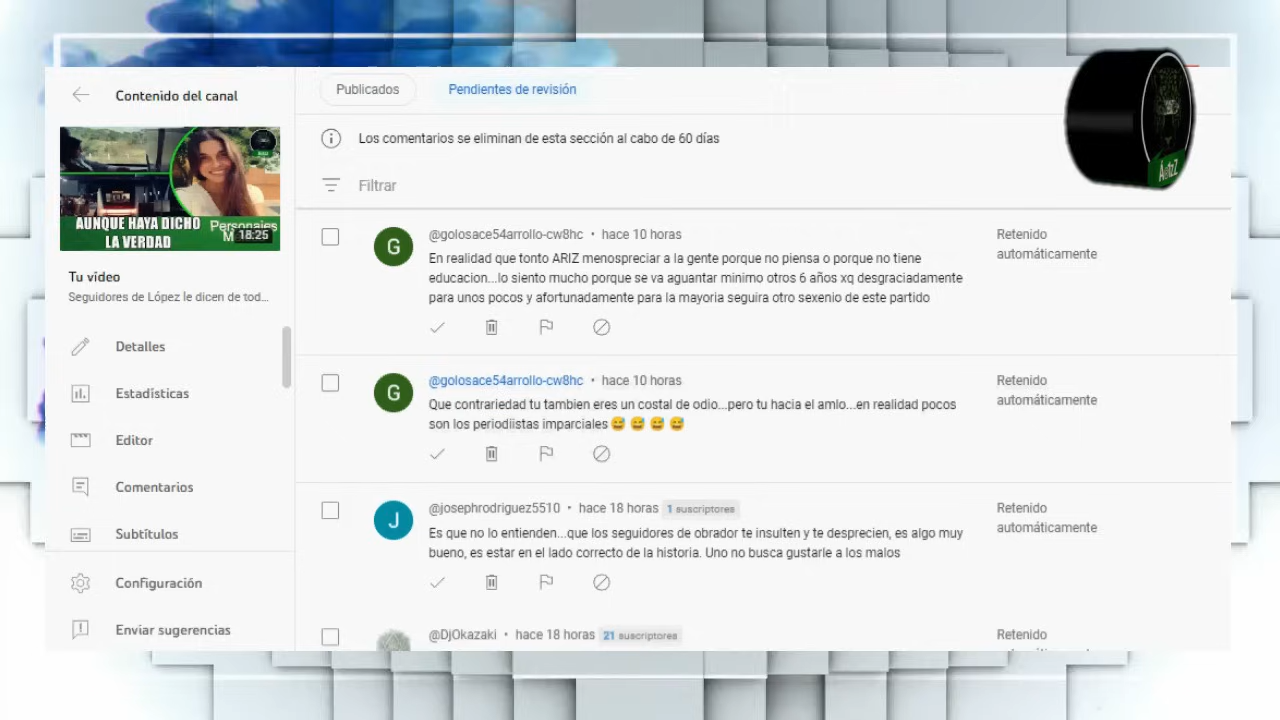 Contenido del canal
AUNQUE HAYA DICHO
LA VERDAD
Personajes
M
18:25
Tu vídeo
Seguidores de López le dicen de tod...
Detalles
Estadísticas
Editor
Comentarios
Subtítulos
Configuración
Enviar sugerencias
Publicados
Pendientes de revisión
Los comentarios se eliminan de esta sección al cabo de 60 días
Filtrar
@golosace54arrollo-cw8hc • hace 10 horas
En realidad que tonto ARIZ menospreciar a la gente porque no piensa o porque no tiene
educacion...lo siento mucho porque se va aguantar minimo otros 6 años xq desgraciadamente
para unos pocos y afortunadamente para la mayoria seguira otro sexenio de este partido
Retenido
automáticamente
G
@golosace54arrollo-cw8hc • hace 10 horas
Que contrariedad tu tambien eres un costal de odio...pero tu hacia el amlo...en realidad pocos
son los periodiistas imparciales 😅 😅 😅 😅
Retenido
automáticamente
G
@josephrodriguez5510 • hace 18 horas 1 suscriptores
Es que no lo entienden...que los seguidores de obrador te insulten y te desprecien, es algo muy
bueno, es estar en el lado correcto de la historia. Uno no busca gustarle a los malos
Retenido
automáticamente
J
@DjOkazaki • hace 18 horas 21 suscriptores
Retenido